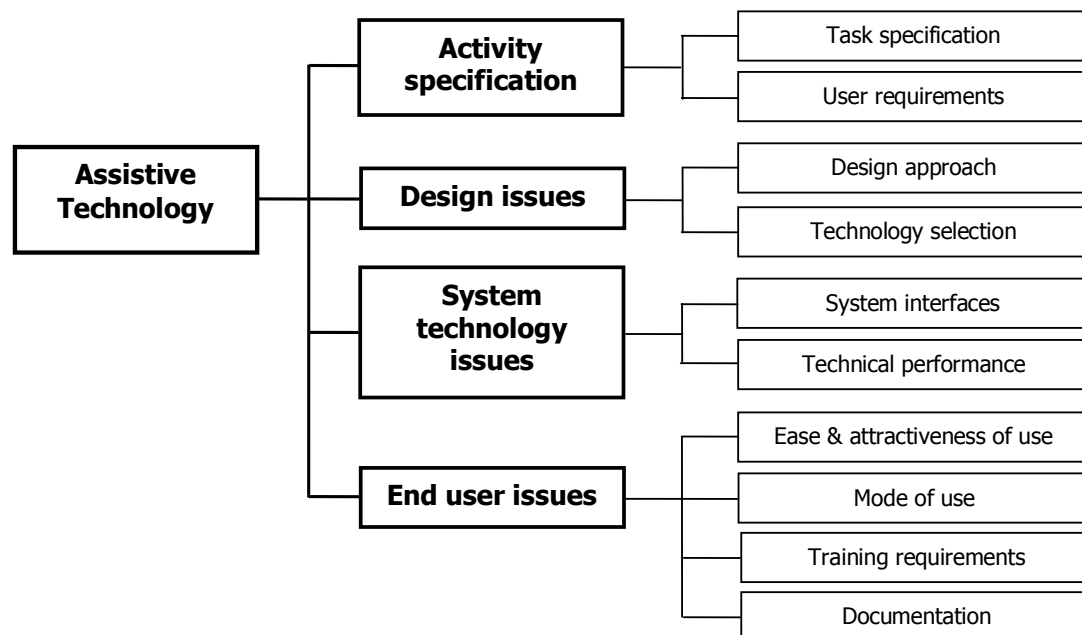 Assistive
Technology
Activity
specification
Task specification
User requirements
Design issues
Design approach
Technology selection
System
technology
issues
System interfaces
Technical performance
End user issues
Ease & attractiveness of use
Mode of use
Training requirements
Documentation